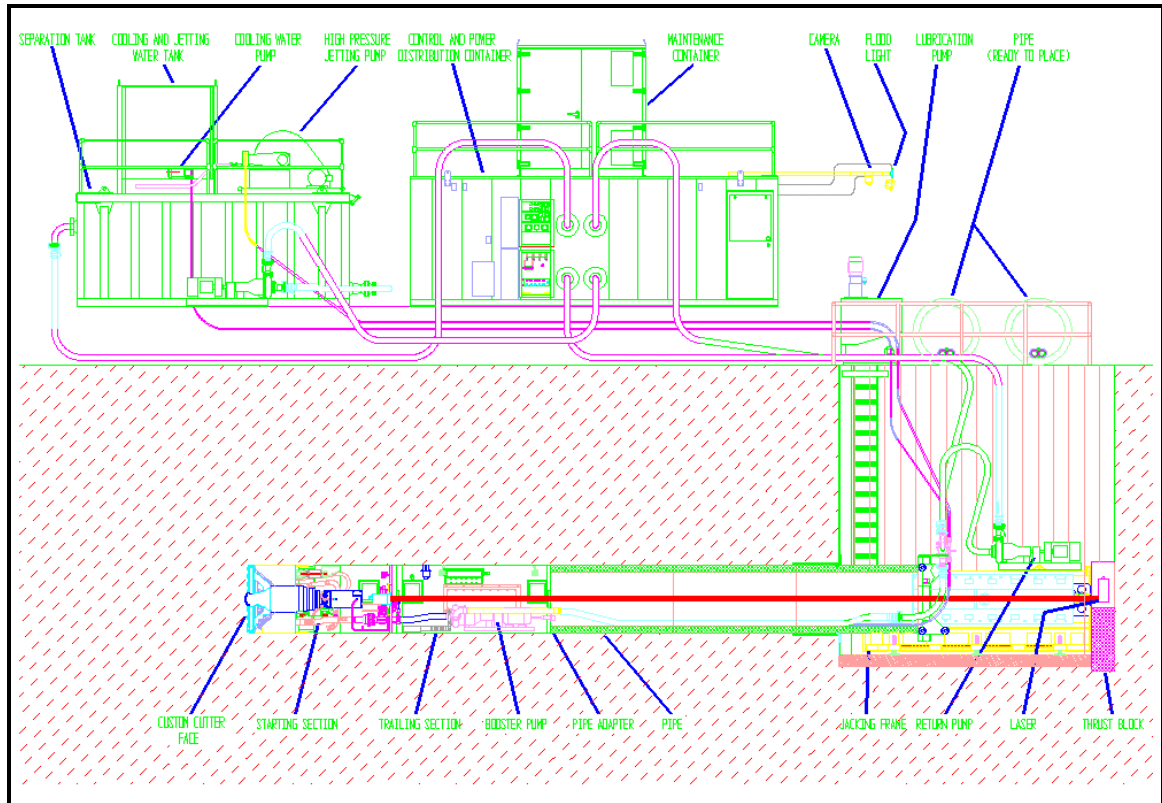 SEPARATION TANK
COOLING AND JETTING
WATER TANK
COOLING WATER
PUMP
HIGH PRESSURE
JETTING PUMP
CONTROL AND POWER
DISTRIBUTION CONTAINER
MAINTENANCE
CONTAINER
CAMERA
FLOOD
LIGHT
LUBRICATION
PUMP
PIPE
(READY TO PLACE)
CUSTON CUTTER
FACE
STARTING SECTION
TRAILING SECTION
BOOSTER PUMP
PIPE ADAPTER
PIPE
JACKING FRAME
RETURN PUMP
LASER
THRUST BLOCK